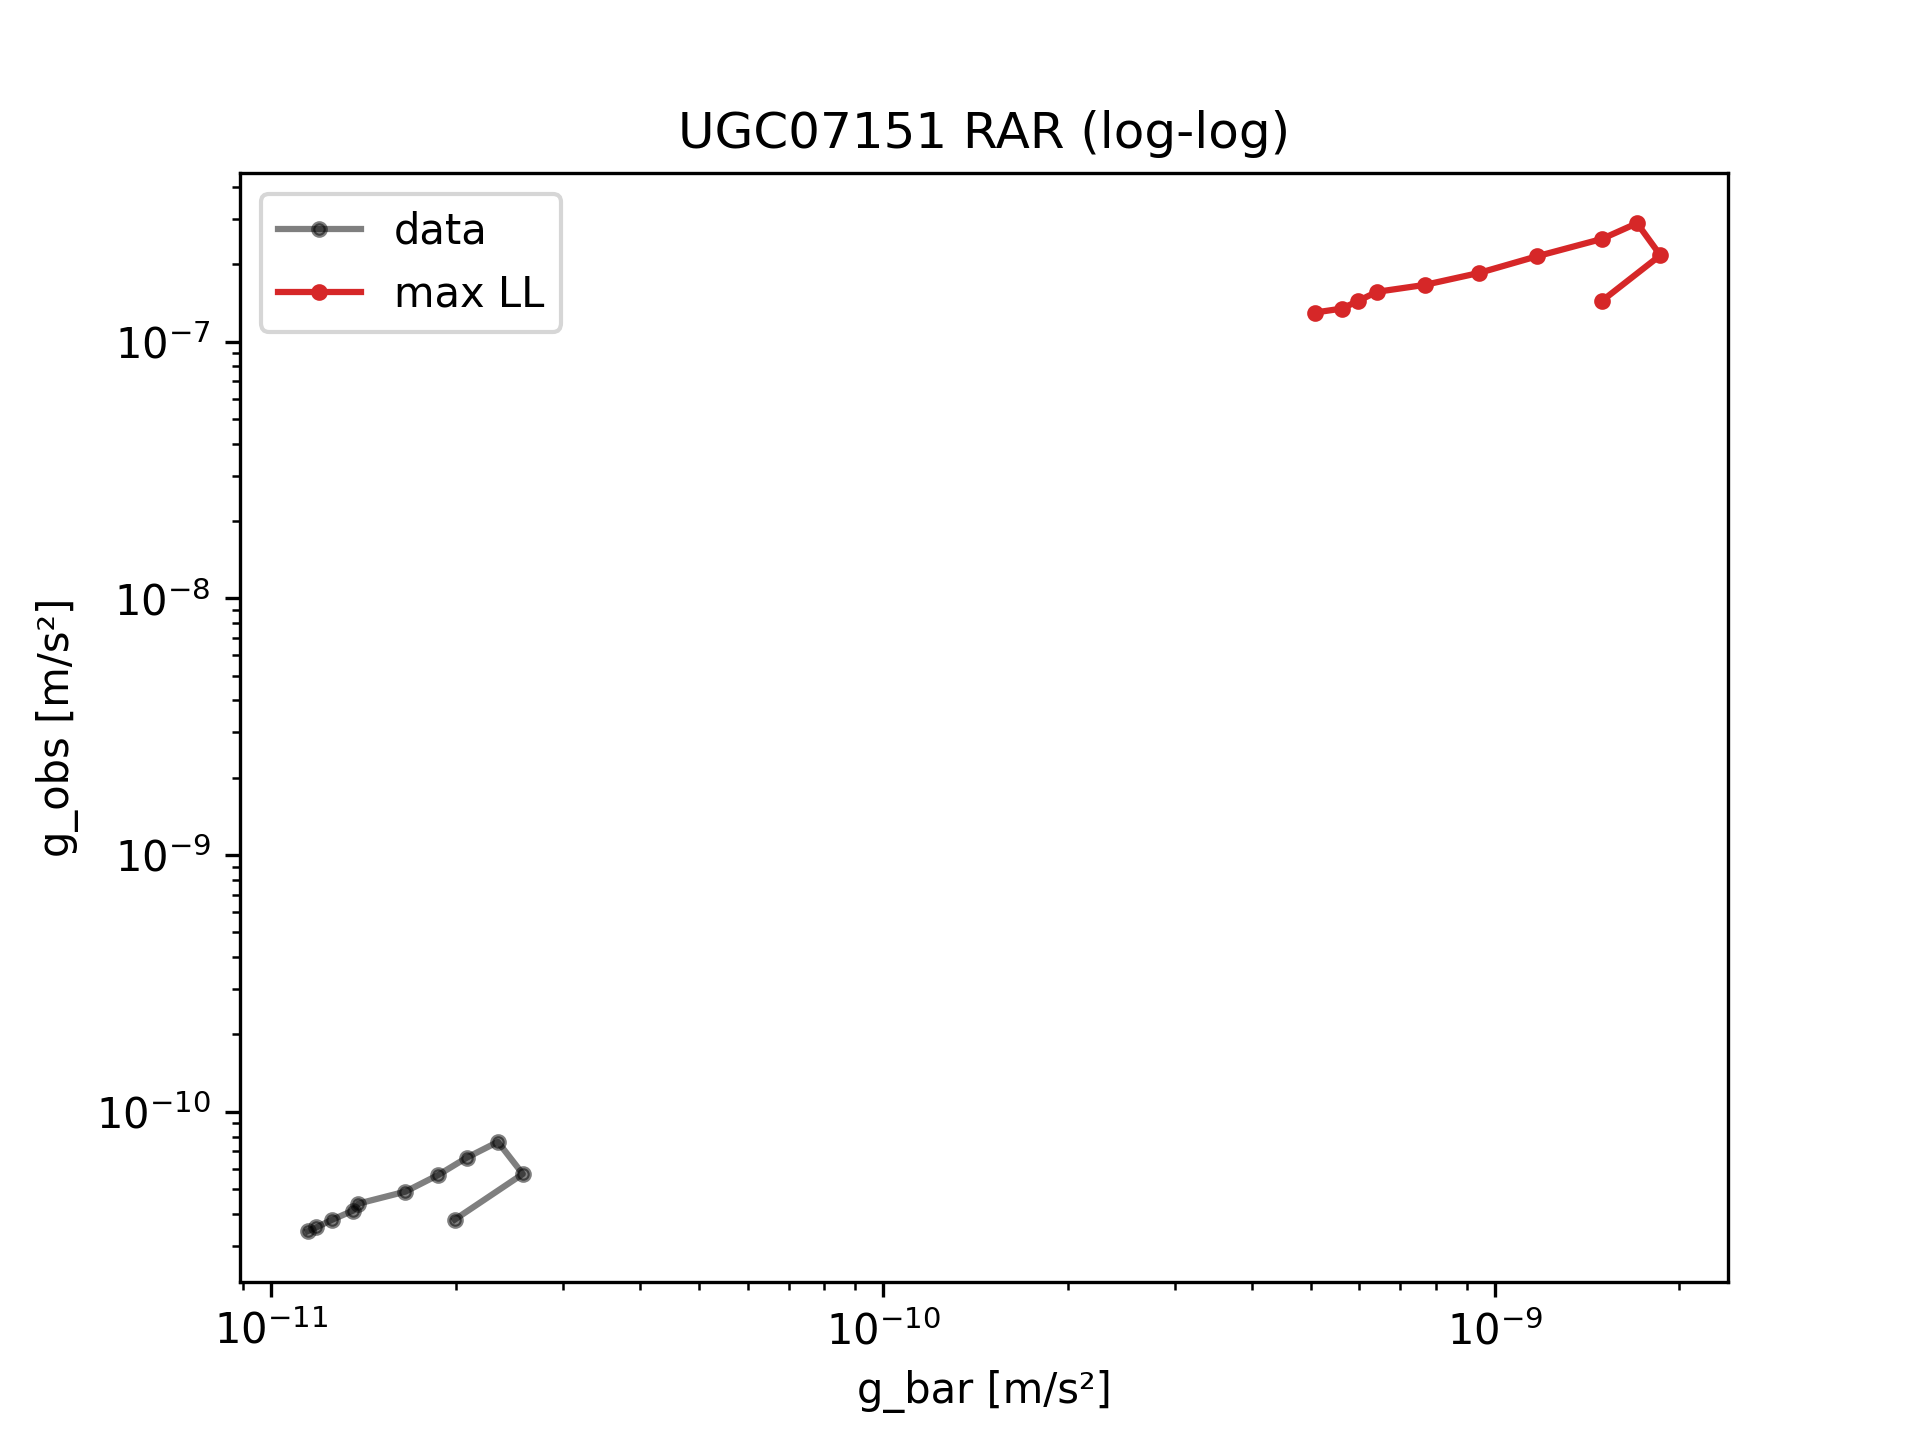 UGC07151 RAR (log-log)
data
max LL
10⁻⁷
10⁻⁸
10⁻⁹
10⁻¹⁰
g_obs [m/s²]
10⁻¹¹ 10⁻¹⁰ 10⁻⁹
g_bar [m/s²]